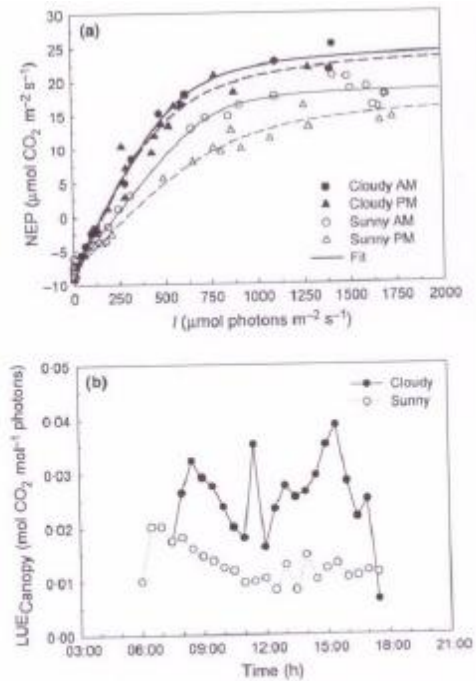 (a)
30
25
20
15
10
5
0
−5
−10
NEP (μmol CO2 m−2 s−1)
Cloudy AM
Cloudy PM
Sunny AM
Sunny PM
Fit
0 250 500 750 1000 1250 1500 1750 2000
I (μmol photons m−2 s−1)
(b)
0·05
0·04
0·03
0·02
0·01
0·00
LUECanopy (mol CO2 mol−1 photons)
Cloudy
Sunny
03:00 06:00 09:00 12:00 15:00 18:00 21:00
Time (h)